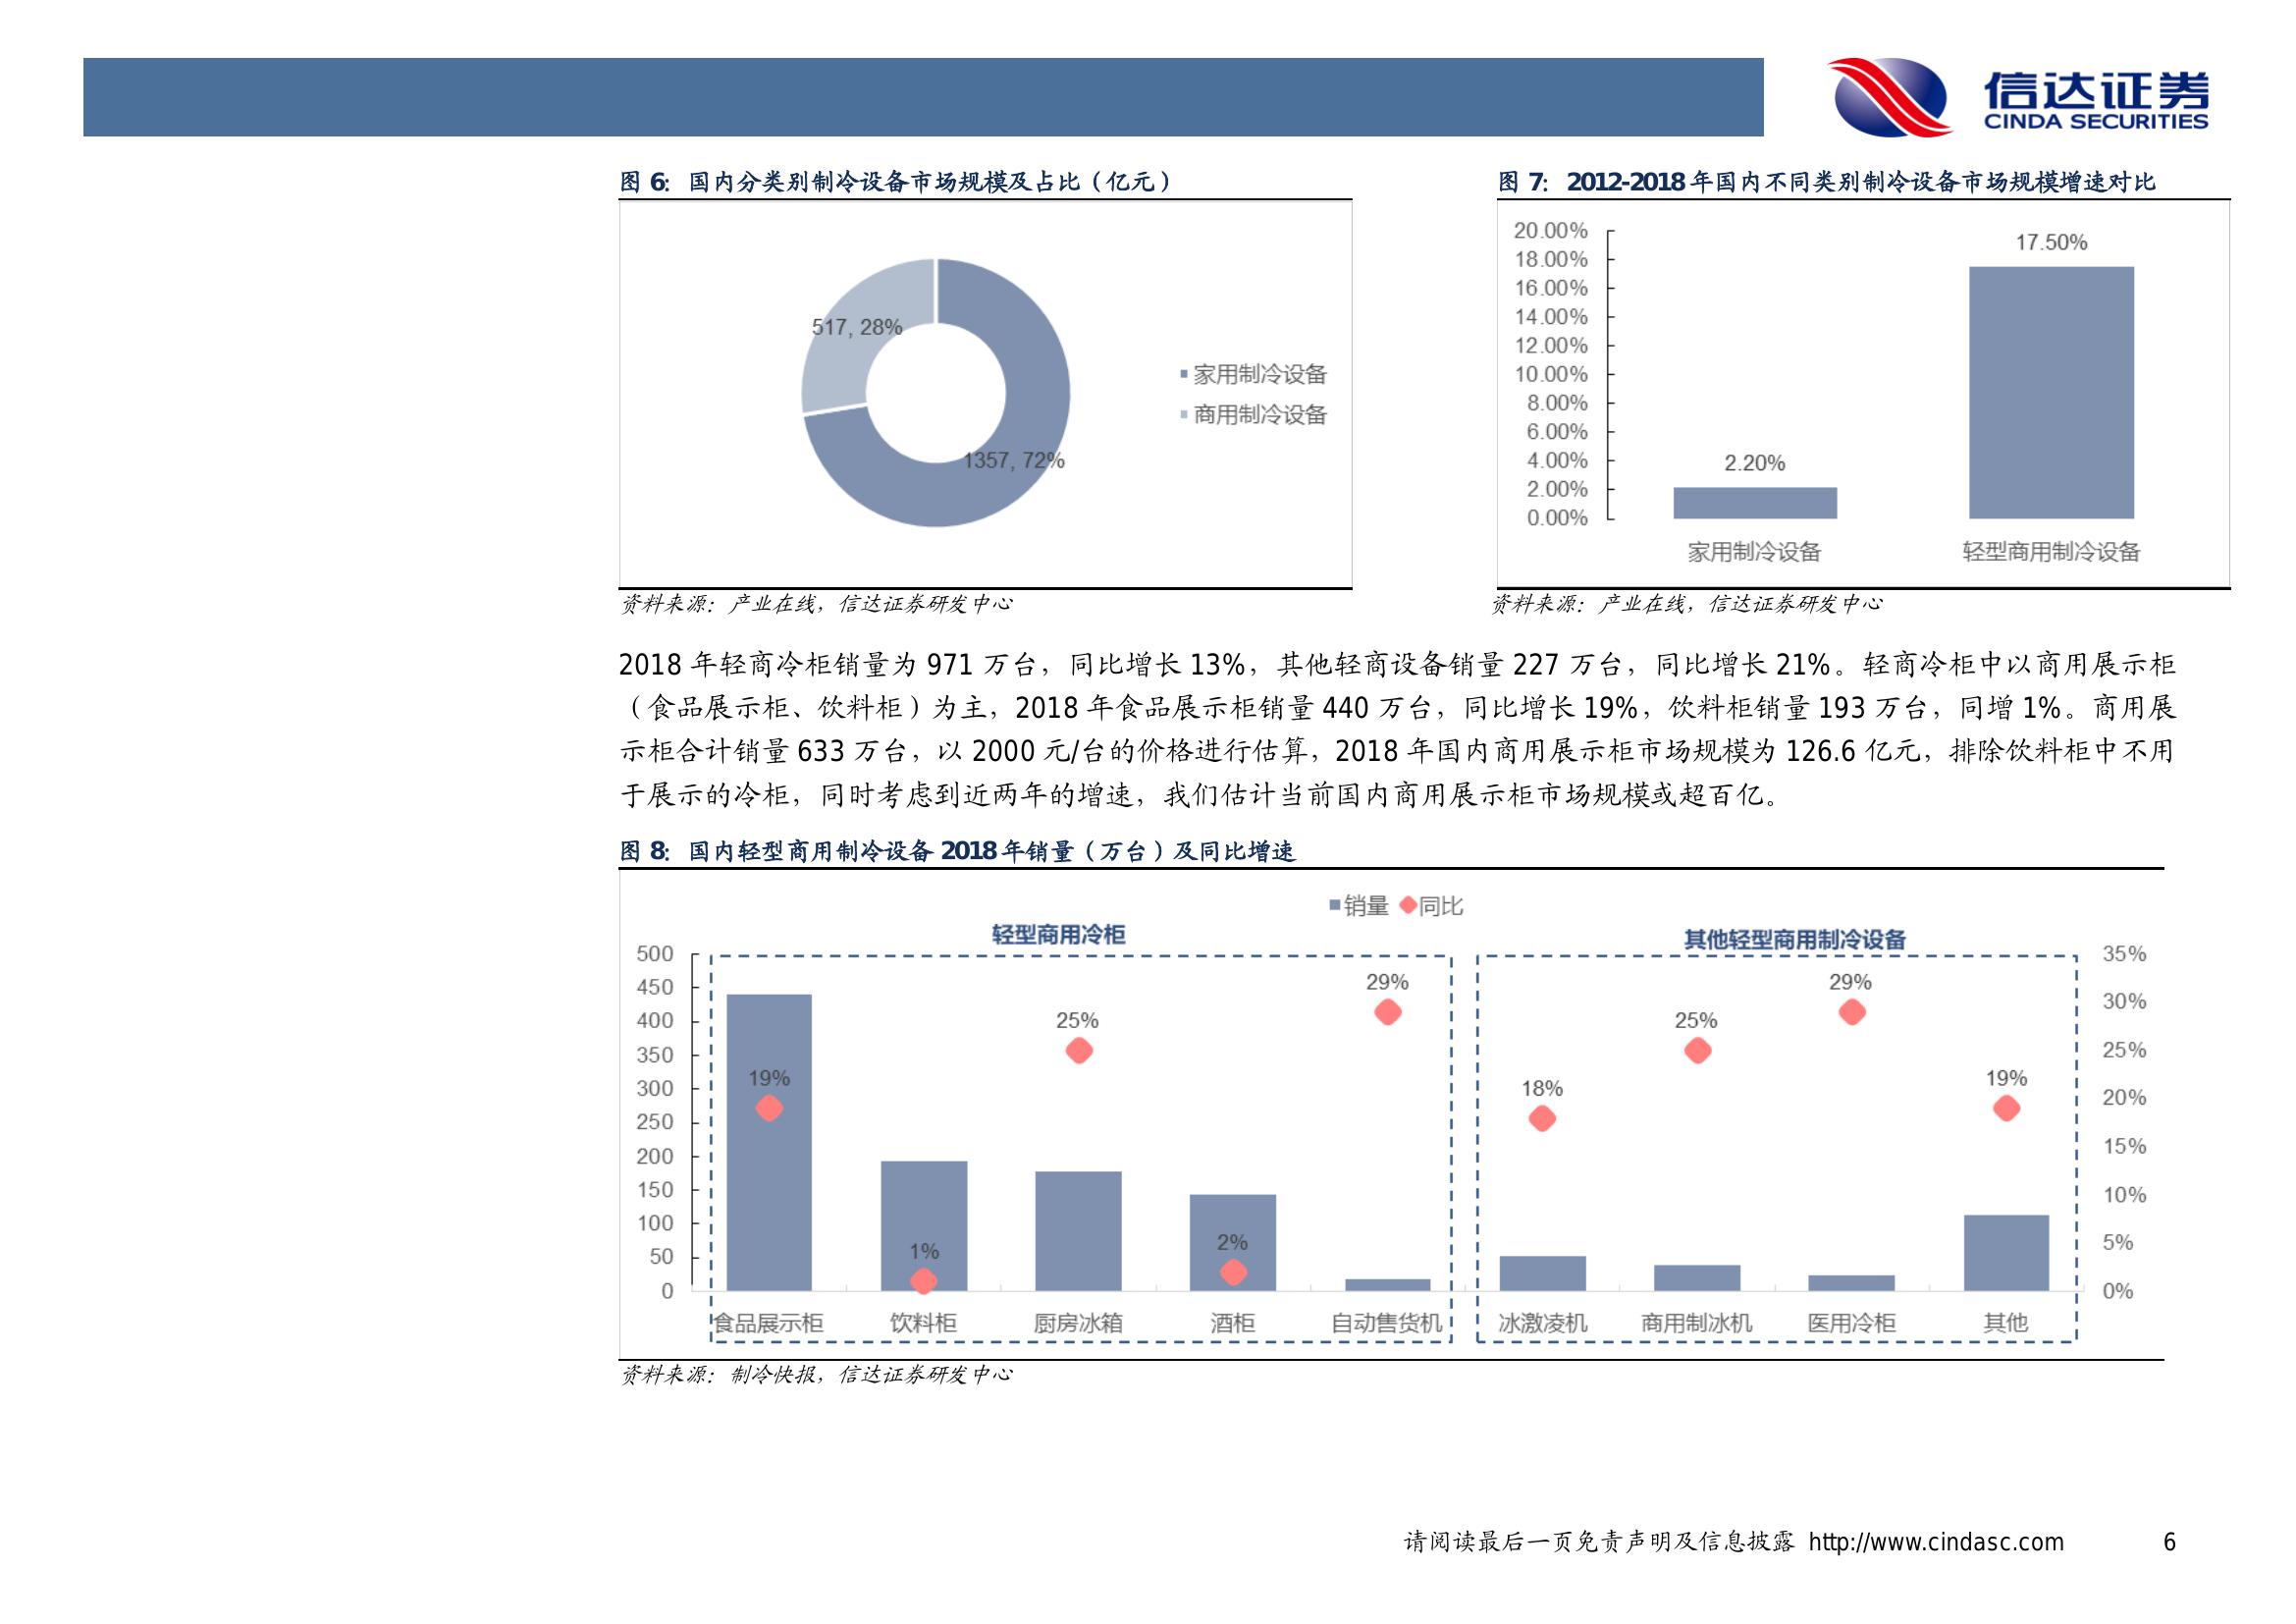 信达证券
CINDA SECURITIES
图 6：国内分类别制冷设备市场规模及占比（亿元）
517, 28%
1357, 72%
家用制冷设备
商用制冷设备
资料来源：产业在线，信达证券研发中心
图 7：2012-2018 年国内不同类别制冷设备市场规模增速对比
20.00%
18.00%
16.00%
14.00%
12.00%
10.00%
8.00%
6.00%
4.00%
2.00%
0.00%
2.20%
17.50%
家用制冷设备
轻型商用制冷设备
资料来源：产业在线，信达证券研发中心
2018 年轻商冷柜销量为 971 万台，同比增长 13%，其他轻商设备销量 227 万台，同比增长 21%。轻商冷柜中以商用展示柜
（食品展示柜、饮料柜）为主，2018 年食品展示柜销量 440 万台，同比增长 19%，饮料柜销量 193 万台，同增 1%。商用展
示柜合计销量 633 万台，以 2000 元/台的价格进行估算，2018 年国内商用展示柜市场规模为 126.6 亿元，排除饮料柜中不用
于展示的冷柜，同时考虑到近两年的增速，我们估计当前国内商用展示柜市场规模或超百亿。
图 8：国内轻型商用制冷设备 2018 年销量（万台）及同比增速
销量 同比
轻型商用冷柜
其他轻型商用制冷设备
500
450
400
350
300
250
200
150
100
50
0
19%
1%
25%
2%
29%
18%
25%
29%
19%
35%
30%
25%
20%
15%
10%
5%
0%
食品展示柜 饮料柜 厨房冰箱 酒柜 自动售货机 冰激凌机 商用制冰机 医用冷柜 其他
资料来源：制冷快报，信达证券研发中心
请阅读最后一页免责声明及信息披露 http://www.cindasc.com 6